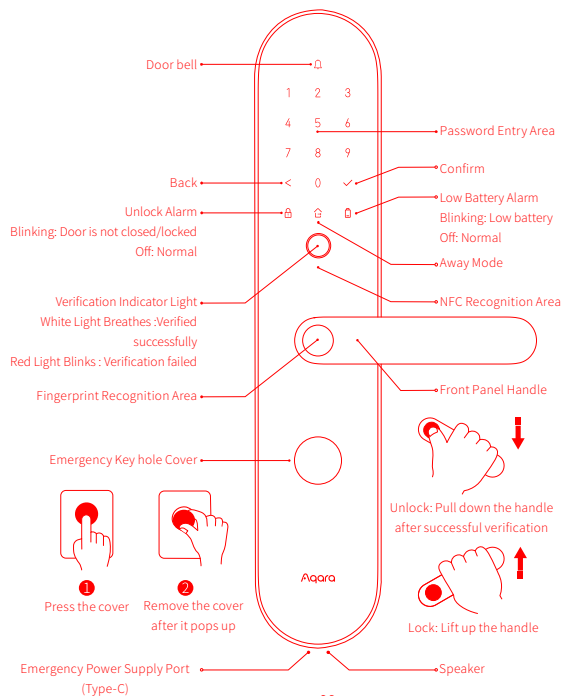 Door bell
1 2 3
4 5 6
Password Entry Area
7 8 9
Confirm
Back
< 0
Unlock Alarm
Blinking: Door is not closed/locked
Off: Normal
Low Battery Alarm
Blinking: Low battery
Off: Normal
Away Mode
Verification Indicator Light
White Light Breathes :Verified
successfully
Red Light Blinks : Verification failed
NFC Recognition Area
Fingerprint Recognition Area
Front Panel Handle
Emergency Key hole Cover
Unlock: Pull down the handle
after successful verification
1
Press the cover
2
Remove the cover
after it pops up
Aqara
Lock: Lift up the handle
Emergency Power Supply Port
(Type-C)
Speaker